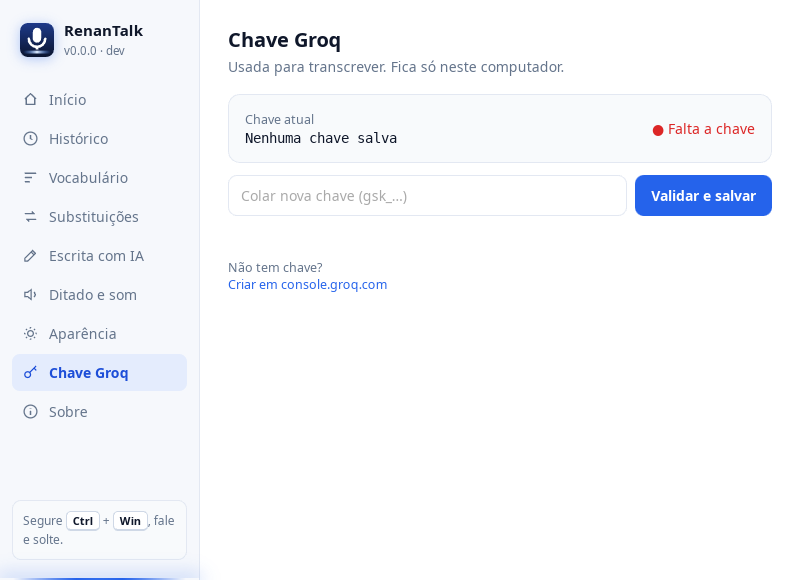 RenanTalk
v0.0.0 · dev
Início
Histórico
Vocabulário
Substituições
Escrita com IA
Ditado e som
Aparência
Chave Groq
Sobre
Segure Ctrl + Win, fale
e solte.
Chave Groq
Usada para transcrever. Fica só neste computador.
Chave atual
Nenhuma chave salva
Falta a chave
Colar nova chave (gsk_...)
Validar e salvar
Não tem chave?
Criar em console.groq.com